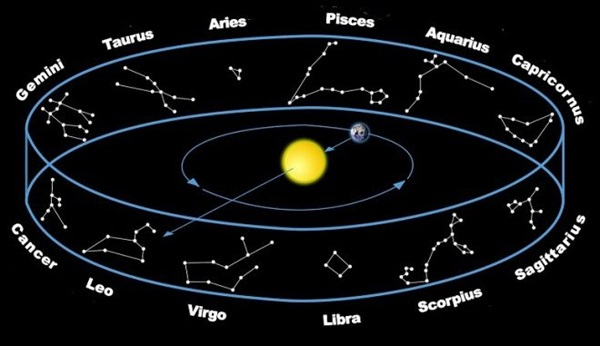 Gemini
Taurus
Aries
Pisces
Aquarius
Capricornus
Cancer
Leo
Virgo
Libra
Scorpius
Sagittarius